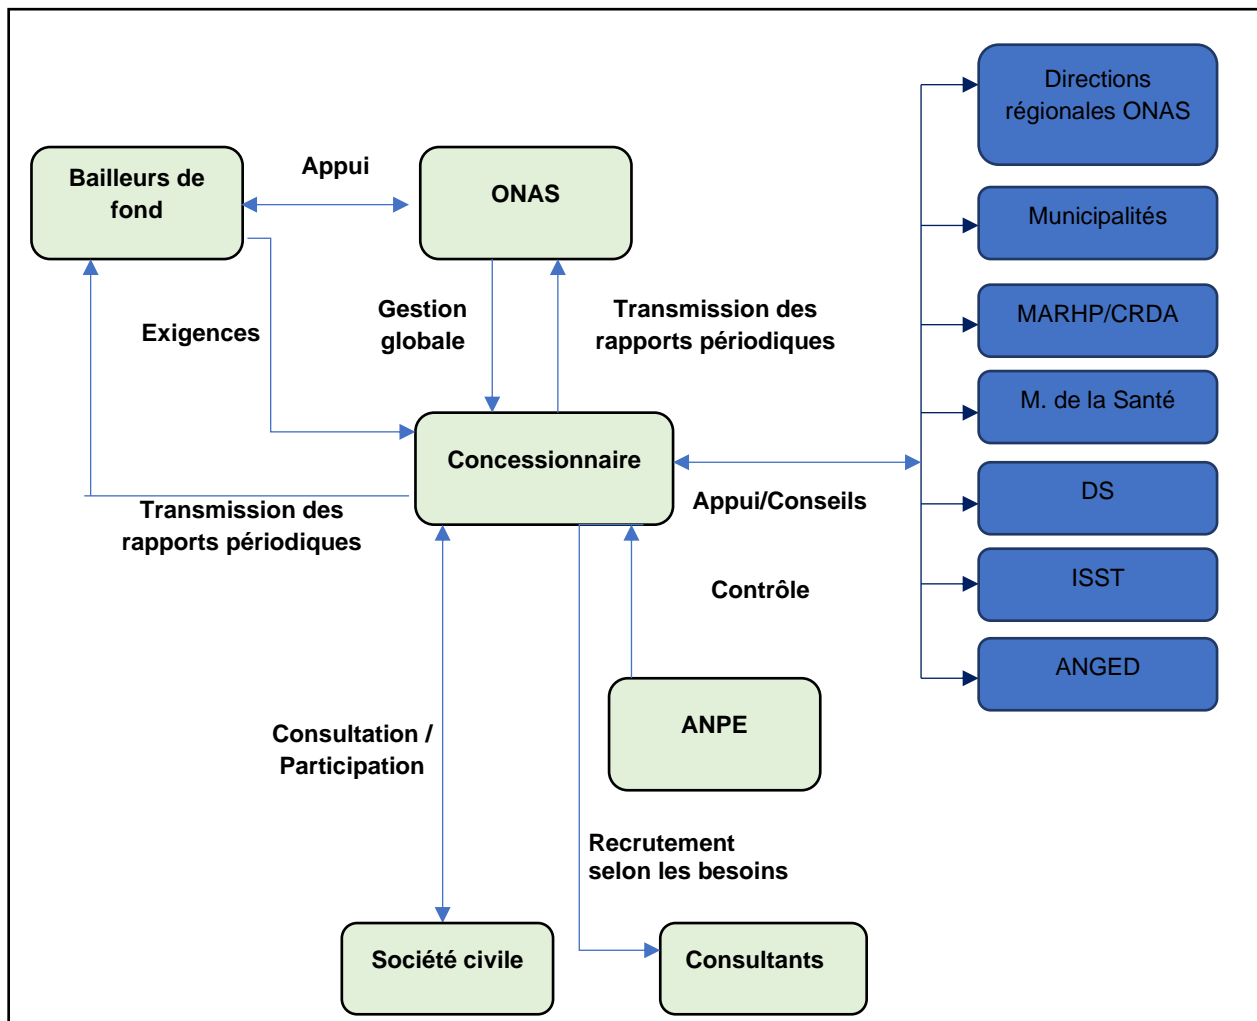 Directions
régionales ONAS
Bailleurs de
fond
Appui
ONAS
Municipalités
Exigences
Gestion
globale
Transmission des
rapports périodiques
MARHP/CRDA
M. de la Santé
Concessionnaire
Appui/Conseils
Transmission des
rapports périodiques
DS
Contrôle
ISST
ANGED
Consultation /
Participation
ANPE
Recrutement
selon les besoins
Société civile
Consultants